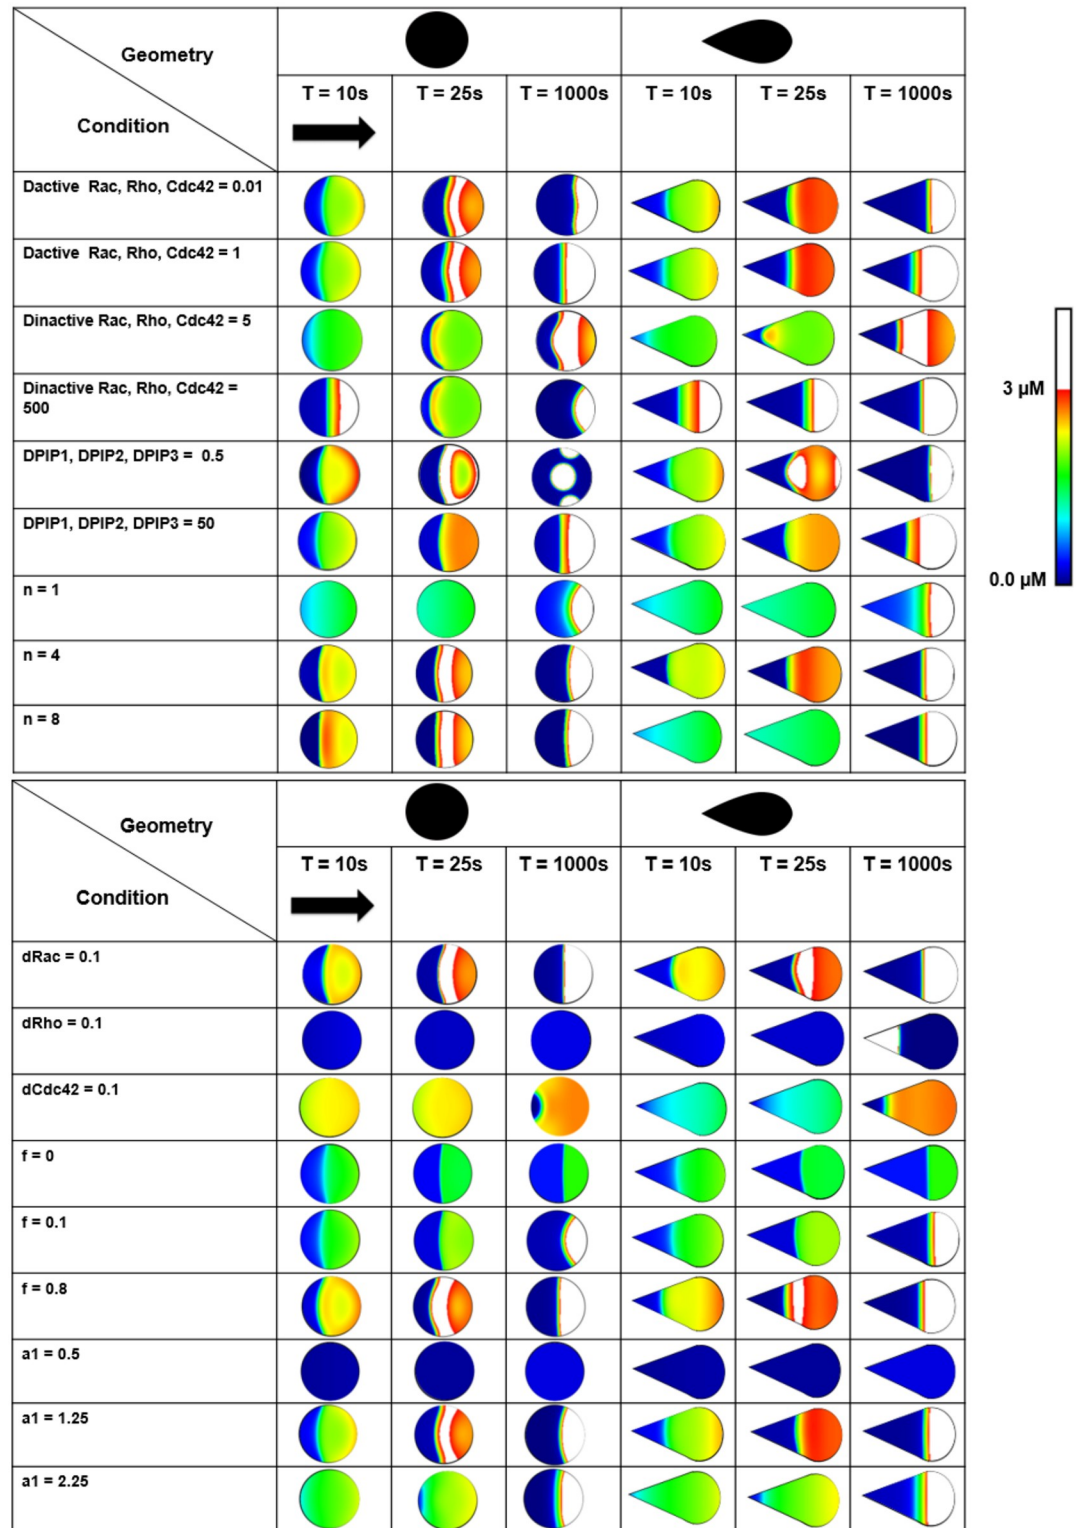 Geometry
Condition
T = 10s T = 25s T = 1000s T = 10s T = 25s T = 1000s
Dactive Rac, Rho, Cdc42 = 0.01
Dactive Rac, Rho, Cdc42 = 1
Dinactive Rac, Rho, Cdc42 = 5
Dinactive Rac, Rho, Cdc42 =
500
DPIP1, DPIP2, DPIP3 = 0.5
DPIP1, DPIP2, DPIP3 = 50
n = 1
n = 4
n = 8
3 µM
0.0 µM
Geometry
Condition
T = 10s T = 25s T = 1000s T = 10s T = 25s T = 1000s
dRac = 0.1
dRho = 0.1
dCdc42 = 0.1
f = 0
f = 0.1
f = 0.8
a1 = 0.5
a1 = 1.25
a1 = 2.25